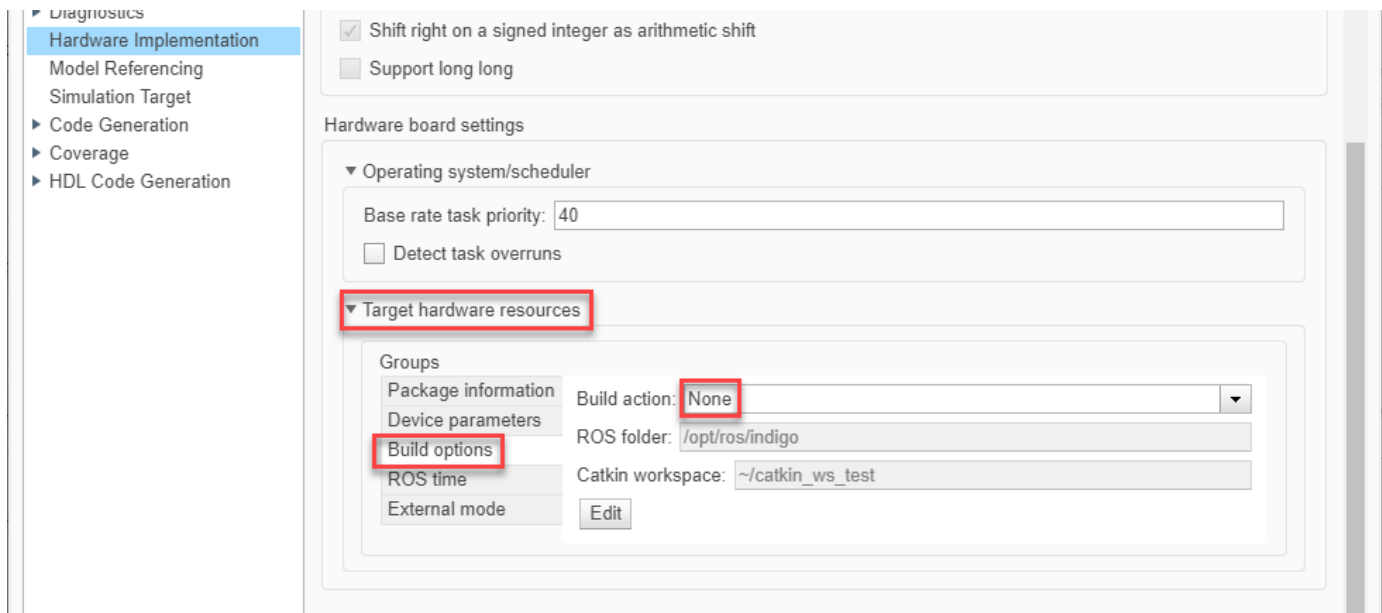 Diagnostics
Hardware Implementation
Model Referencing
Simulation Target
Code Generation
Coverage
HDL Code Generation
Shift right on a signed integer as arithmetic shift
Support long long
Hardware board settings
Operating system/scheduler
Base rate task priority: 40
Detect task overruns
Target hardware resources
Groups
Package information
Device parameters
Build options
ROS time
External mode
Build action: None
ROS folder: /opt/ros/indigo
Catkin workspace: ~/catkin_ws_test
Edit